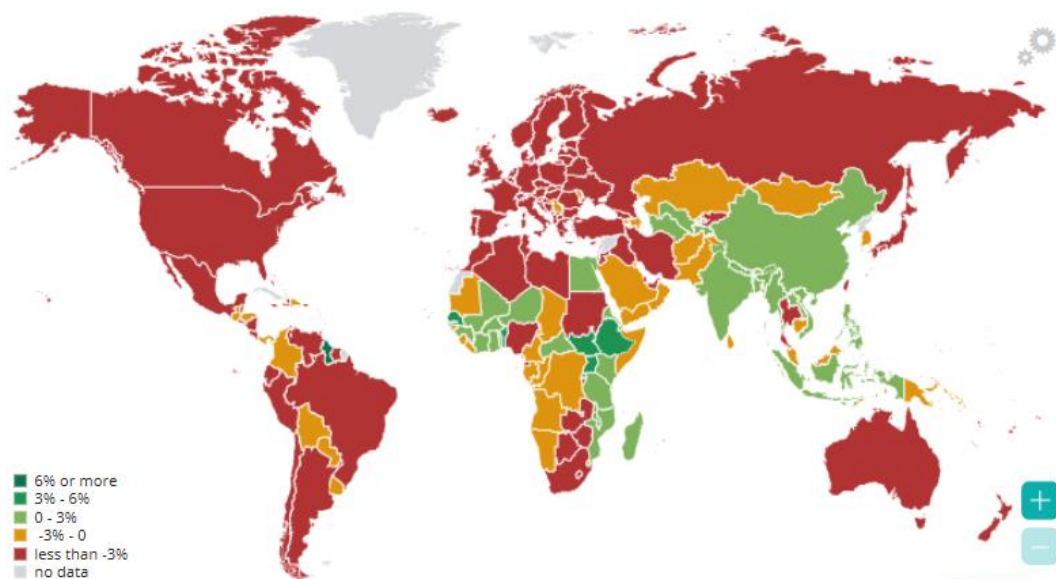 6% or more
3% - 6%
0 - 3%
-3% - 0
less than -3%
no data